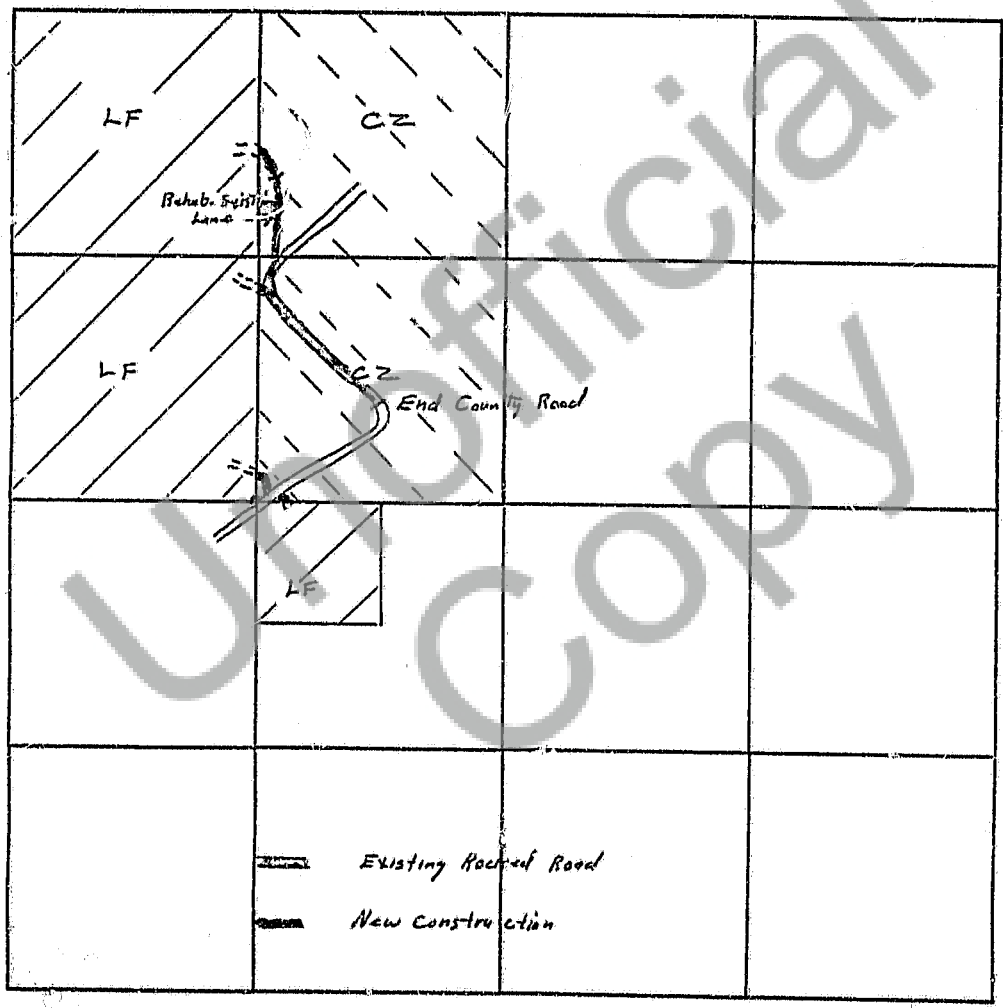 LF
CZ
Rehab. Existing
Lane
LF
CZ
End County Road
LF
Existing Rocked Road
New Construction
Unofficial
Copy